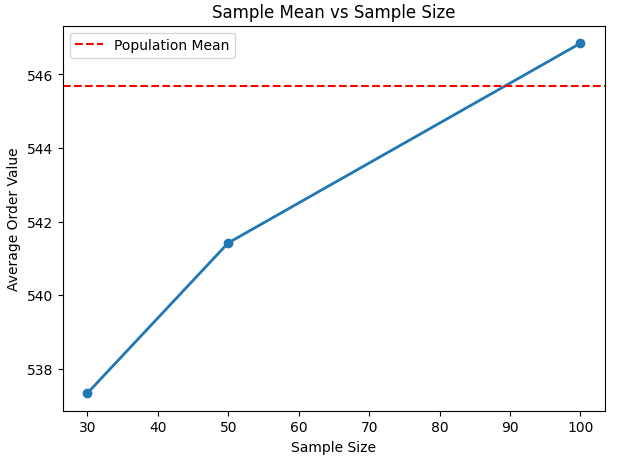 Sample Mean vs Sample Size
Population Mean
Average Order Value
546
544
542
540
538
30 40 50 60 70 80 90 100
Sample Size